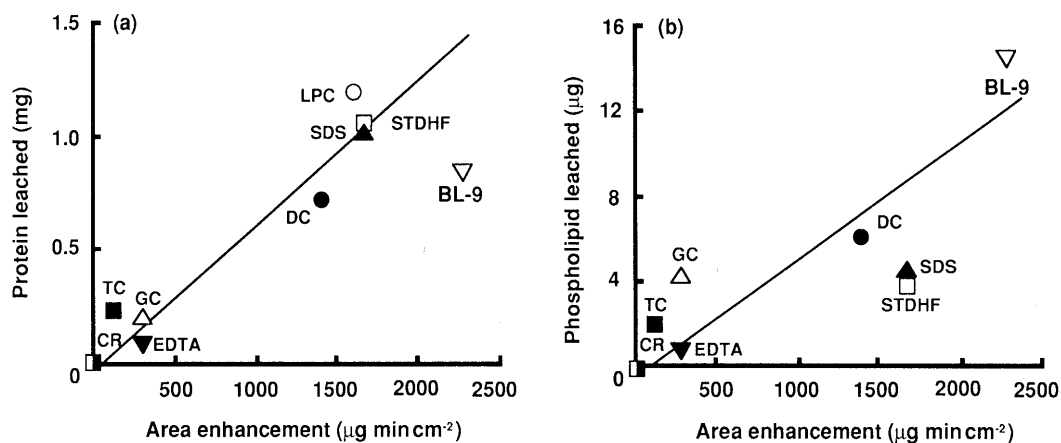 (a)
Protein leached (mg)
1.5
1.0
0.5
0
LPC
STDHF
SDS
BL-9
DC
TC
GC
CR
EDTA
500
1000
1500
2000
2500
Area enhancement (µg min cm-2)
(b)
Phospholipid leached (µg)
16
12
8
4
0
BL-9
DC
GC
SDS
STDHF
TC
CR
EDTA
500
1000
1500
2000
2500
Area enhancement (µg min cm-2)